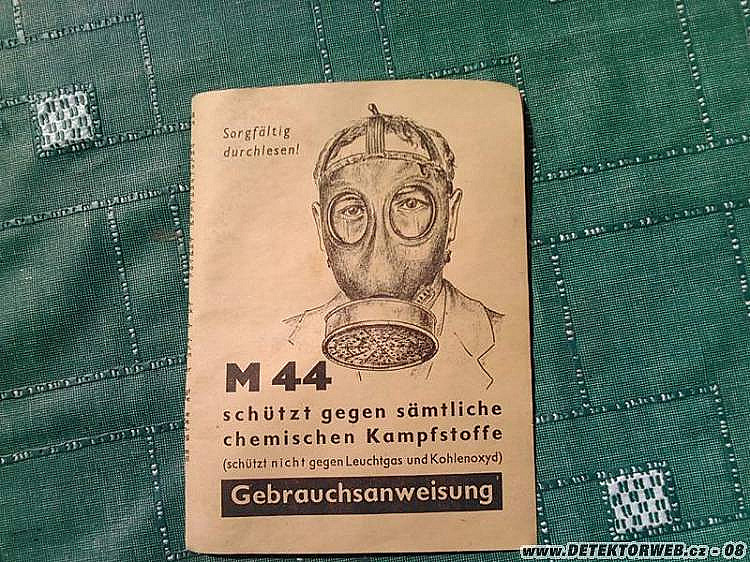 Sorgfältig
durchlesen!
M 44
schützt gegen sämtliche
chemischen Kampfstoffe
(schützt nicht gegen Leuchtgas und Kohlenoxyd)
Gebrauchsanweisung
www.DETEKTORWEB.cz - 08